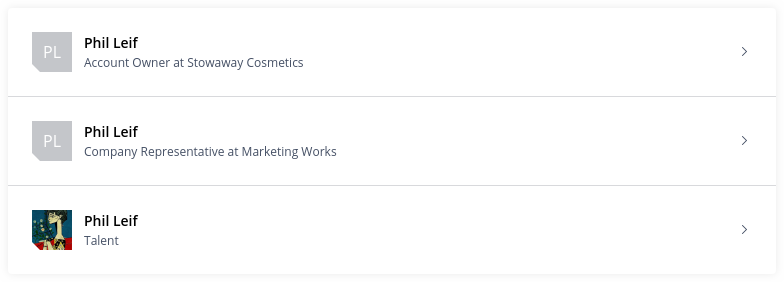 PL
Phil Leif
Account Owner at Stowaway Cosmetics
PL
Phil Leif
Company Representative at Marketing Works
Phil Leif
Talent